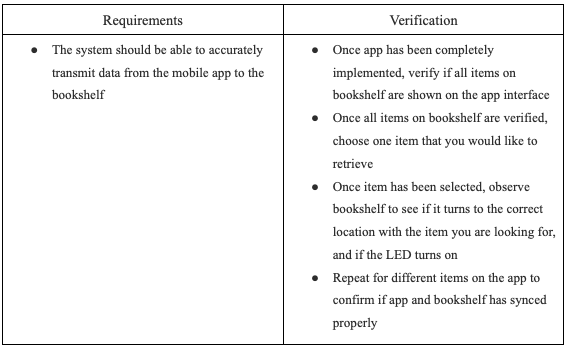 Requirements
Verification
● The system should be able to accurately
transmit data from the mobile app to the
bookshelf
● Once app has been completely
implemented, verify if all items on
bookshelf are shown on the app interface
● Once all items on bookshelf are verified,
choose one item that you would like to
retrieve
● Once item has been selected, observe
bookshelf to see if it turns to the correct
location with the item you are looking for,
and if the LED turns on
● Repeat for different items on the app to
confirm if app and bookshelf has synced
properly